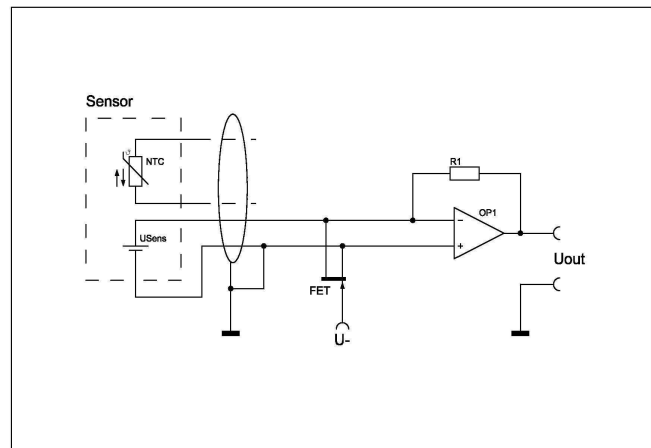 Sensor
NTC
USens
R1
OP1
−
+
FET
U-
Uout